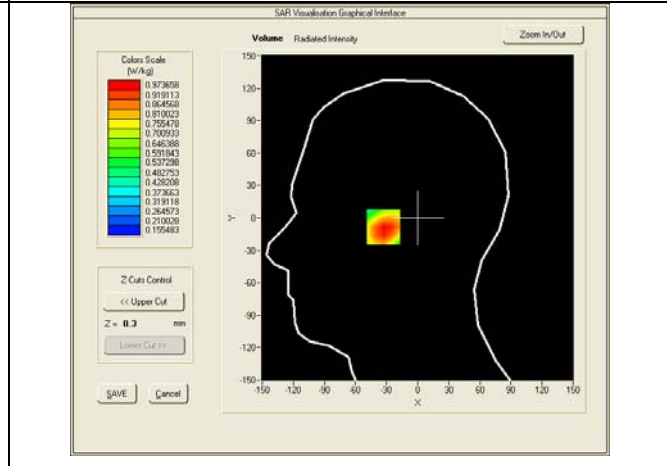 SAR Visualisation Graphical Interface
Volume Radiated Intensity
Zoom In/Out
Colors Scale
(W/kg)
0.973658
0.919113
0.864568
0.810023
0.755478
0.700933
0.646388
0.591843
0.537298
0.482753
0.428208
0.373663
0.319118
0.264573
0.210028
0.155483
Z Cuts Control
<< Upper Cut
Z = 0.3 mm
Lower Cut >>
SAVE Cancel
150
120
90
60
30
0
-30
-60
-90
-120
-150
Y
-150 -120 -90 -60 -30 0 30 60 90 120 150
X